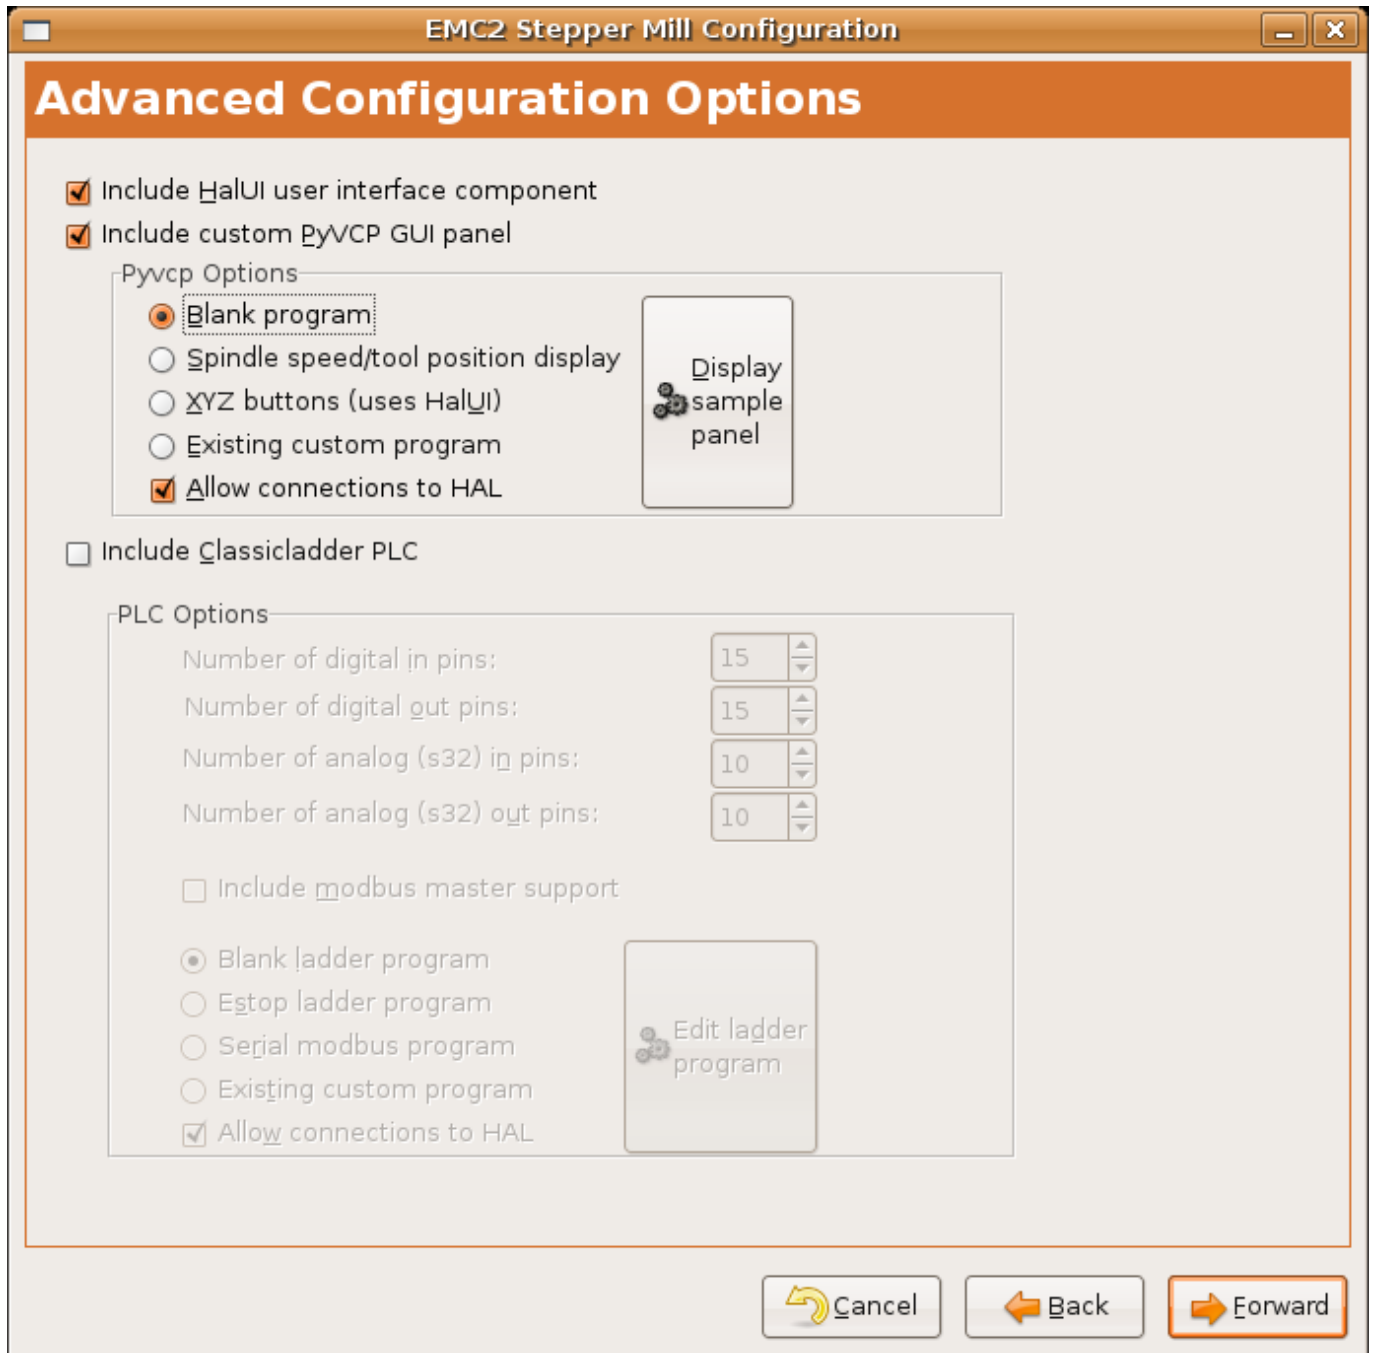 EMC2 Stepper Mill Configuration
Advanced Configuration Options
Include HalUI user interface component
Include custom PyVCP GUI panel
Pyvcp Options
Blank program
Spindle speed/tool position display
XYZ buttons (uses HalUI)
Existing custom program
Allow connections to HAL
Display
sample
panel
Include Classicladder PLC
PLC Options
Number of digital in pins: 15
Number of digital out pins: 15
Number of analog (s32) in pins: 10
Number of analog (s32) out pins: 10
Include modbus master support
Blank ladder program
Estop ladder program
Serial modbus program
Existing custom program
Allow connections to HAL
Edit ladder
program
Cancel Back Forward